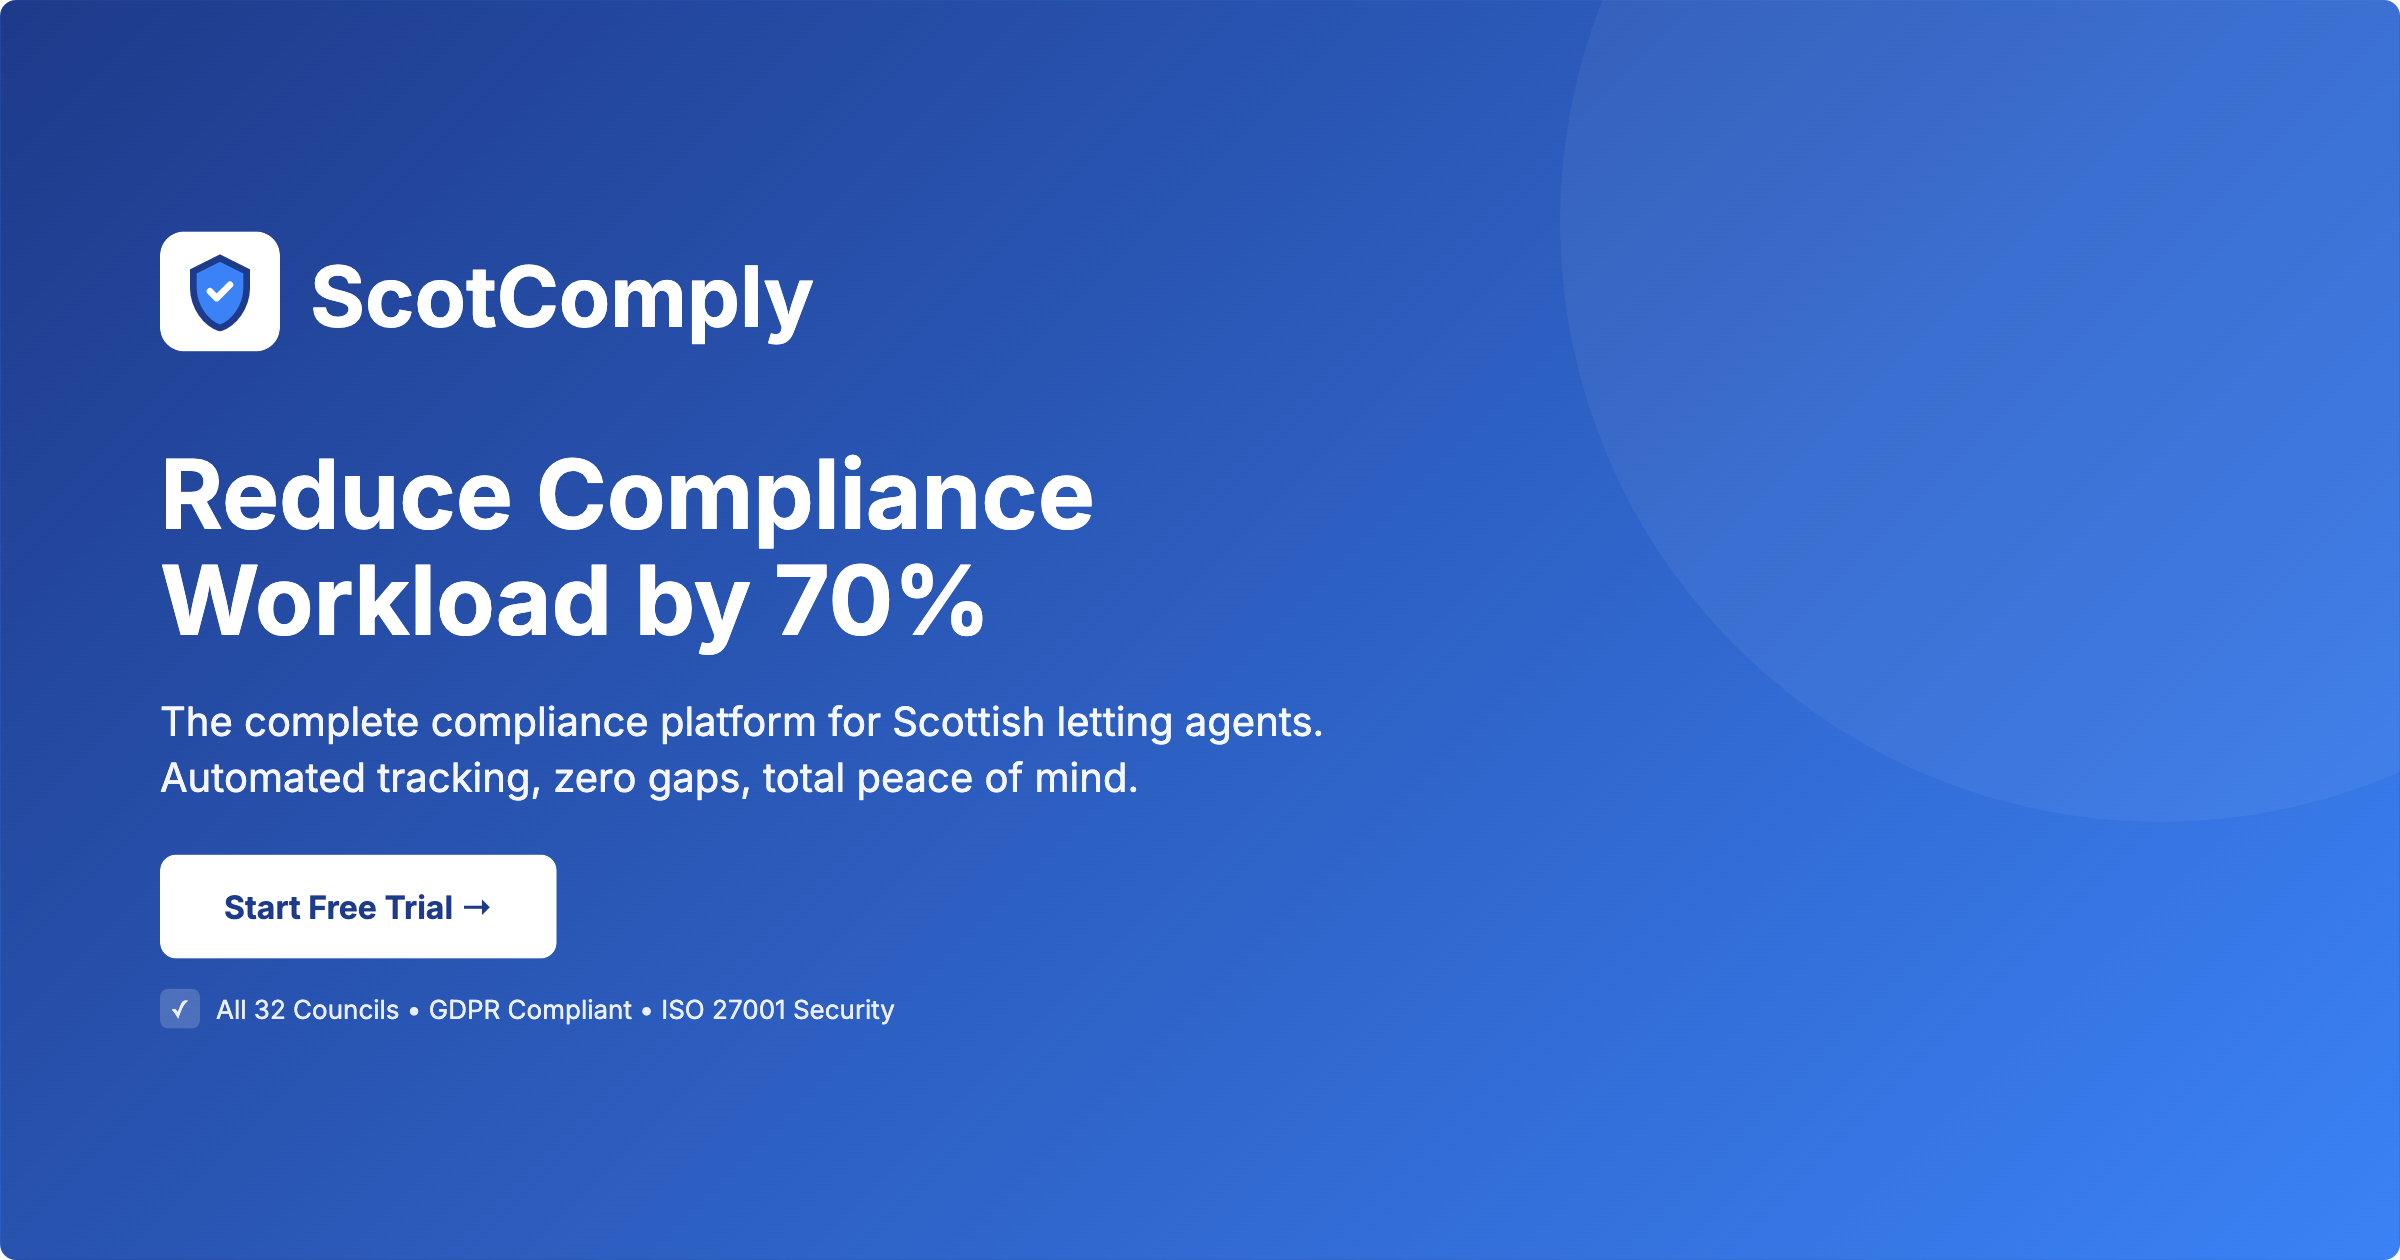 ScotComply
Reduce Compliance
Workload by 70%
The complete compliance platform for Scottish letting agents.
Automated tracking, zero gaps, total peace of mind.
Start Free Trial →
✓ All 32 Councils • GDPR Compliant • ISO 27001 Security